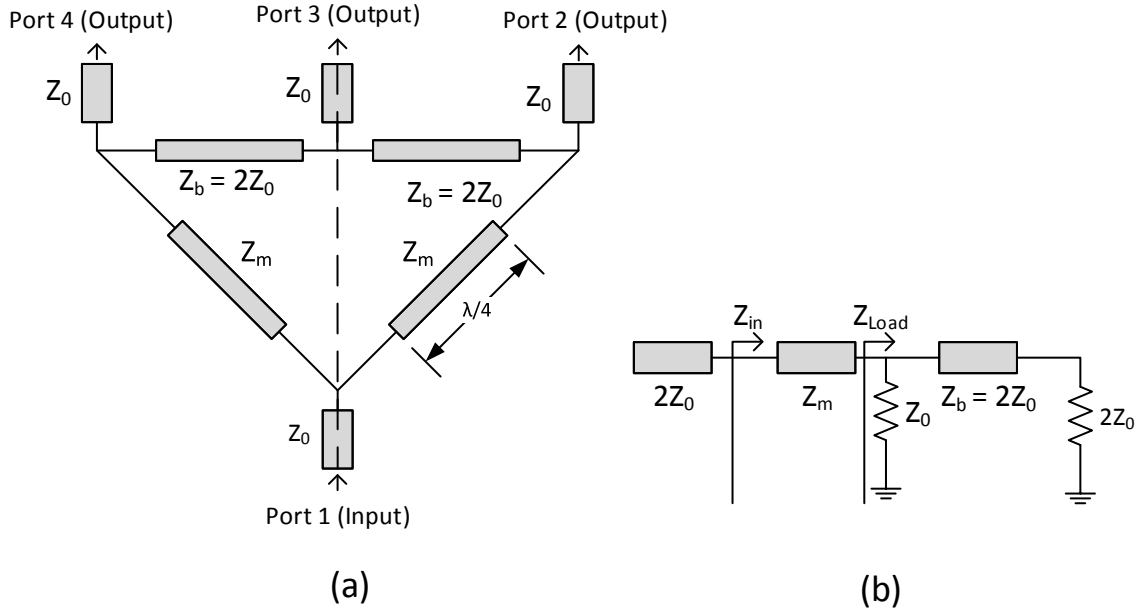 Port 4 (Output)
Port 3 (Output)
Port 2 (Output)
Z0
Z0
Z0
Zb = 2Z0
Zb = 2Z0
Zm
Zm
λ/4
Z0
Port 1 (Input)
(a)
Zin
ZLoad
2Z0
Zm
Z0
Zb = 2Z0
2Z0
(b)